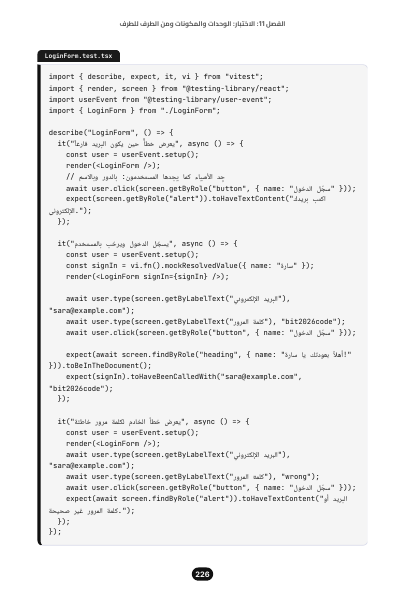 الفصل 11: الاختبار: الوحدات والمكونات ومن الطرف للطرف
LoginForm.test.tsx
import { describe, expect, it, vi } from "vitest";
import { render, screen } from "@testing-library/react";
import userEvent from "@testing-library/user-event";
import { LoginForm } from "./LoginForm";
describe("LoginForm", () => {
it("يعرض خطأً حين يكون البريد فارغاً", async () => {
const user = userEvent.setup();
render(<LoginForm />);
// جِد الأشياء كما يجدها المستخدمون: بالدور وبالاسم
await user.click(screen.getByRole("button", { name: "سجّل الدخول" }));
expect(screen.getByRole("alert")).toHaveTextContent("اكتب بريدك
الإلكتروني.");
});
it("يسجّل الدخول ويرحّب بالمستخدم", async () => {
const user = userEvent.setup();
const signIn = vi.fn().mockResolvedValue({ name: "سارة" });
render(<LoginForm signIn={signIn} />);
await user.type(screen.getByLabelText("البريد الإلكتروني"),
"sara@example.com");
await user.type(screen.getByLabelText("كلمة المرور"), "bit2026code");
await user.click(screen.getByRole("button", { name: "سجّل الدخول" }));
expect(await screen.findByRole("heading", { name: "أهلاً بعودتك يا سارة!"
})).toBeInTheDocument();
expect(signIn).toHaveBeenCalledWith("sara@example.com",
"bit2026code");
});
it("يعرض خطأ الخادم لكلمة مرور خاطئة", async () => {
const user = userEvent.setup();
render(<LoginForm />);
await user.type(screen.getByLabelText("البريد الإلكتروني"),
"sara@example.com");
await user.type(screen.getByLabelText("كلمة المرور"), "wrong");
await user.click(screen.getByRole("button", { name: "سجّل الدخول" }));
expect(await screen.findByRole("alert")).toHaveTextContent("البريد أو
كلمة المرور غير صحيحة.");
});
});
226